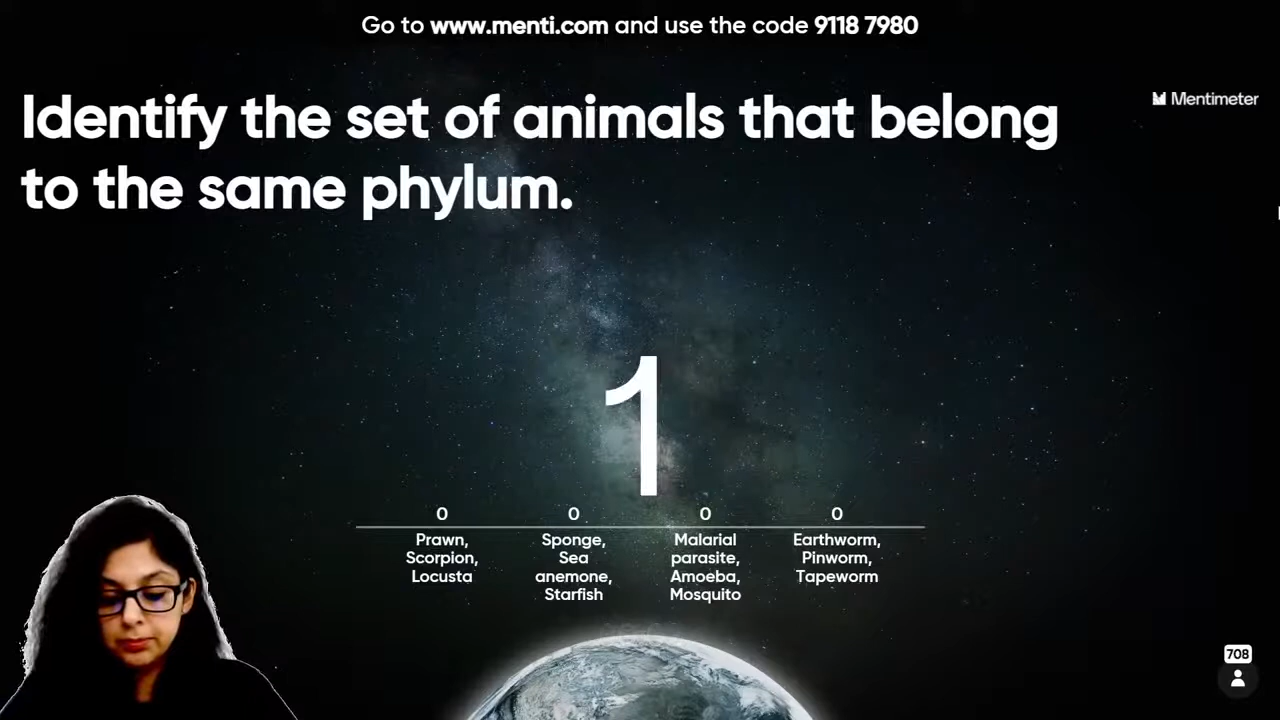 Go to www.menti.com and use the code 9118 7980
Mentimeter
Identify the set of animals that belong
to the same phylum.
1
0
0
0
0
Prawn,
Scorpion,
Locusta
Sponge,
Sea
anemone,
Starfish
Malarial
parasite,
Amoeba,
Mosquito
Earthworm,
Pinworm,
Tapeworm
708